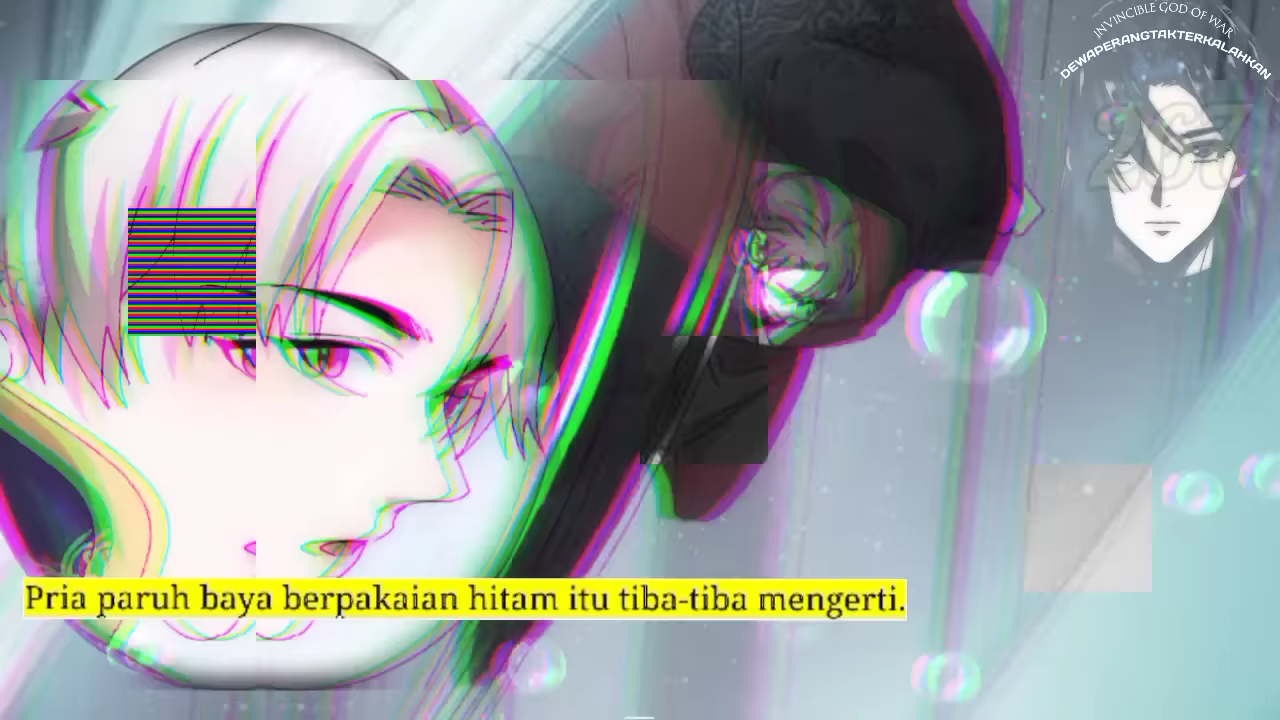 INVINCIBLE GOD OF WAR
DEWAPERANGTAKTERKALAHKAN
Pria paruh baya berpakaian hitam itu tiba-tiba mengerti.